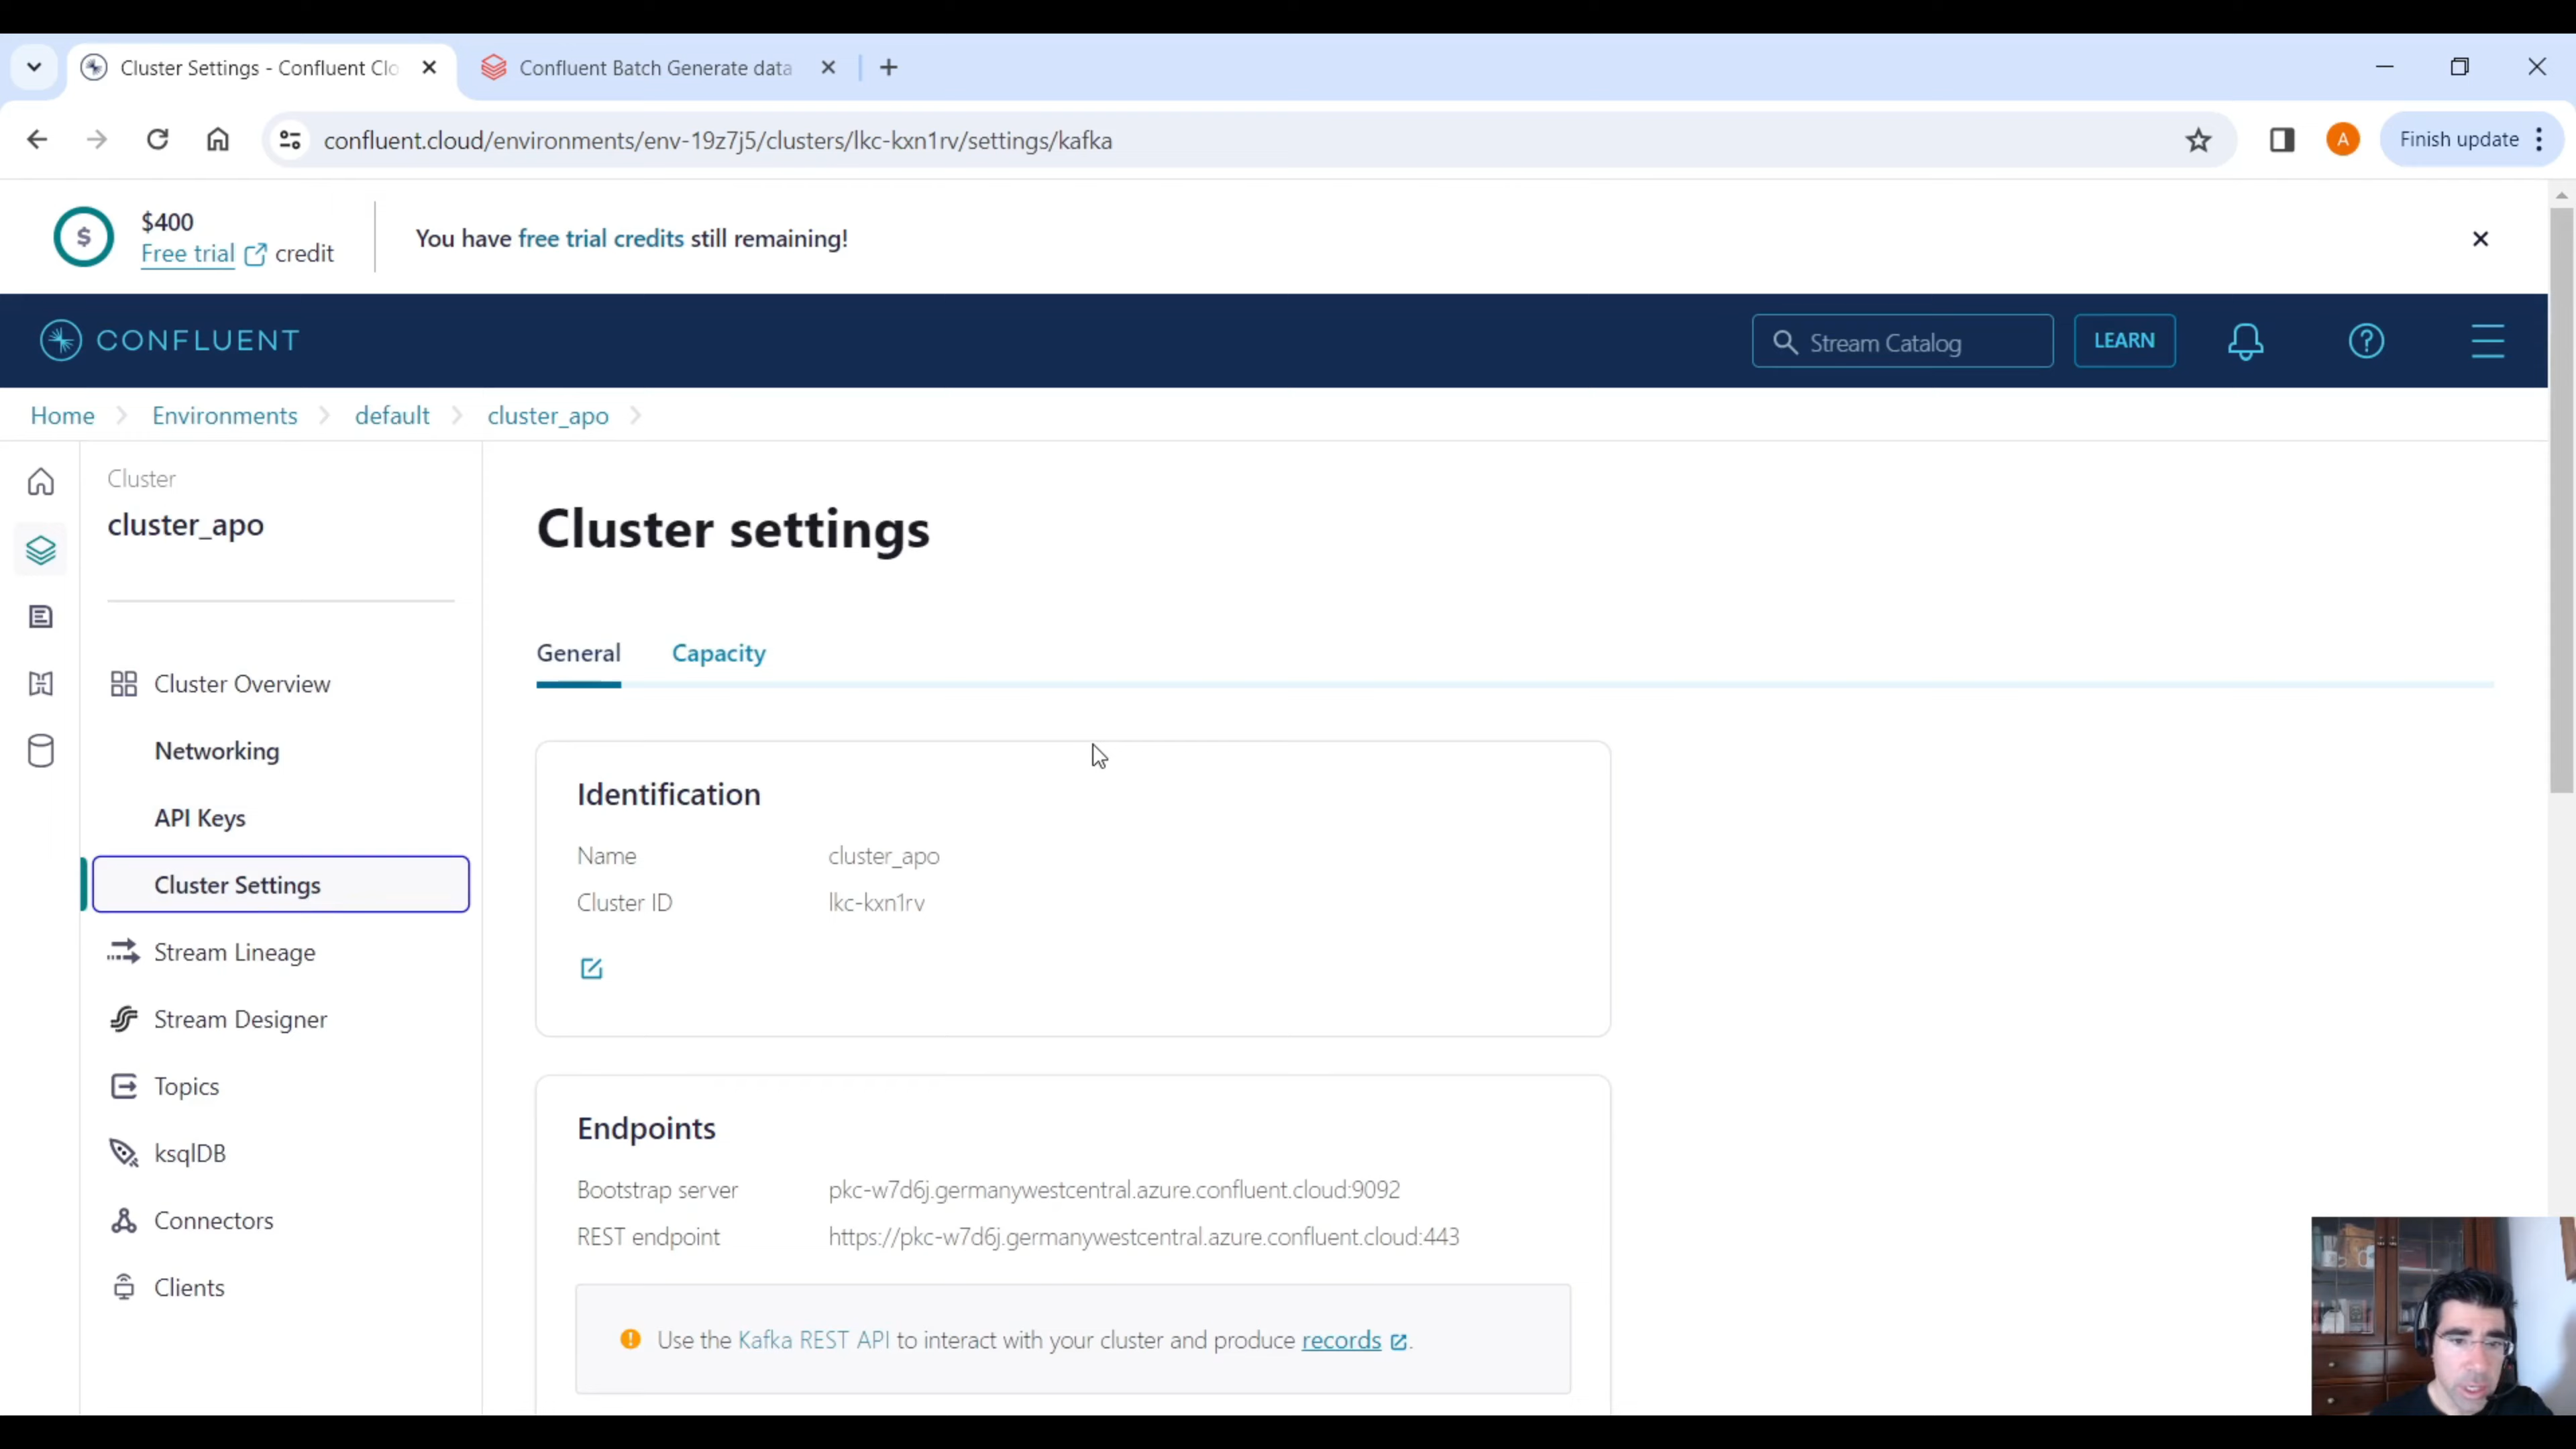 Cluster Settings - Confluent Clo
Confluent Batch Generate data
confluent.cloud/environments/env-19z7j5/clusters/lkc-kxn1rv/settings/kafka
A
Finish update
$
$400
Free trial credit
You have free trial credits still remaining!
CONFLUENT
Stream Catalog
LEARN
Home
Environments
default
cluster_apo
Cluster
cluster_apo
Cluster Overview
Networking
API Keys
Cluster Settings
Stream Lineage
Stream Designer
Topics
ksqlDB
Connectors
Clients
Cluster settings
General
Capacity
Identification
Name cluster_apo
Cluster ID lkc-kxn1rv
Endpoints
Bootstrap server pkc-w7d6j.germanywestcentral.azure.confluent.cloud:9092
REST endpoint https://pkc-w7d6j.germanywestcentral.azure.confluent.cloud:443
Use the Kafka REST API to interact with your cluster and produce records.